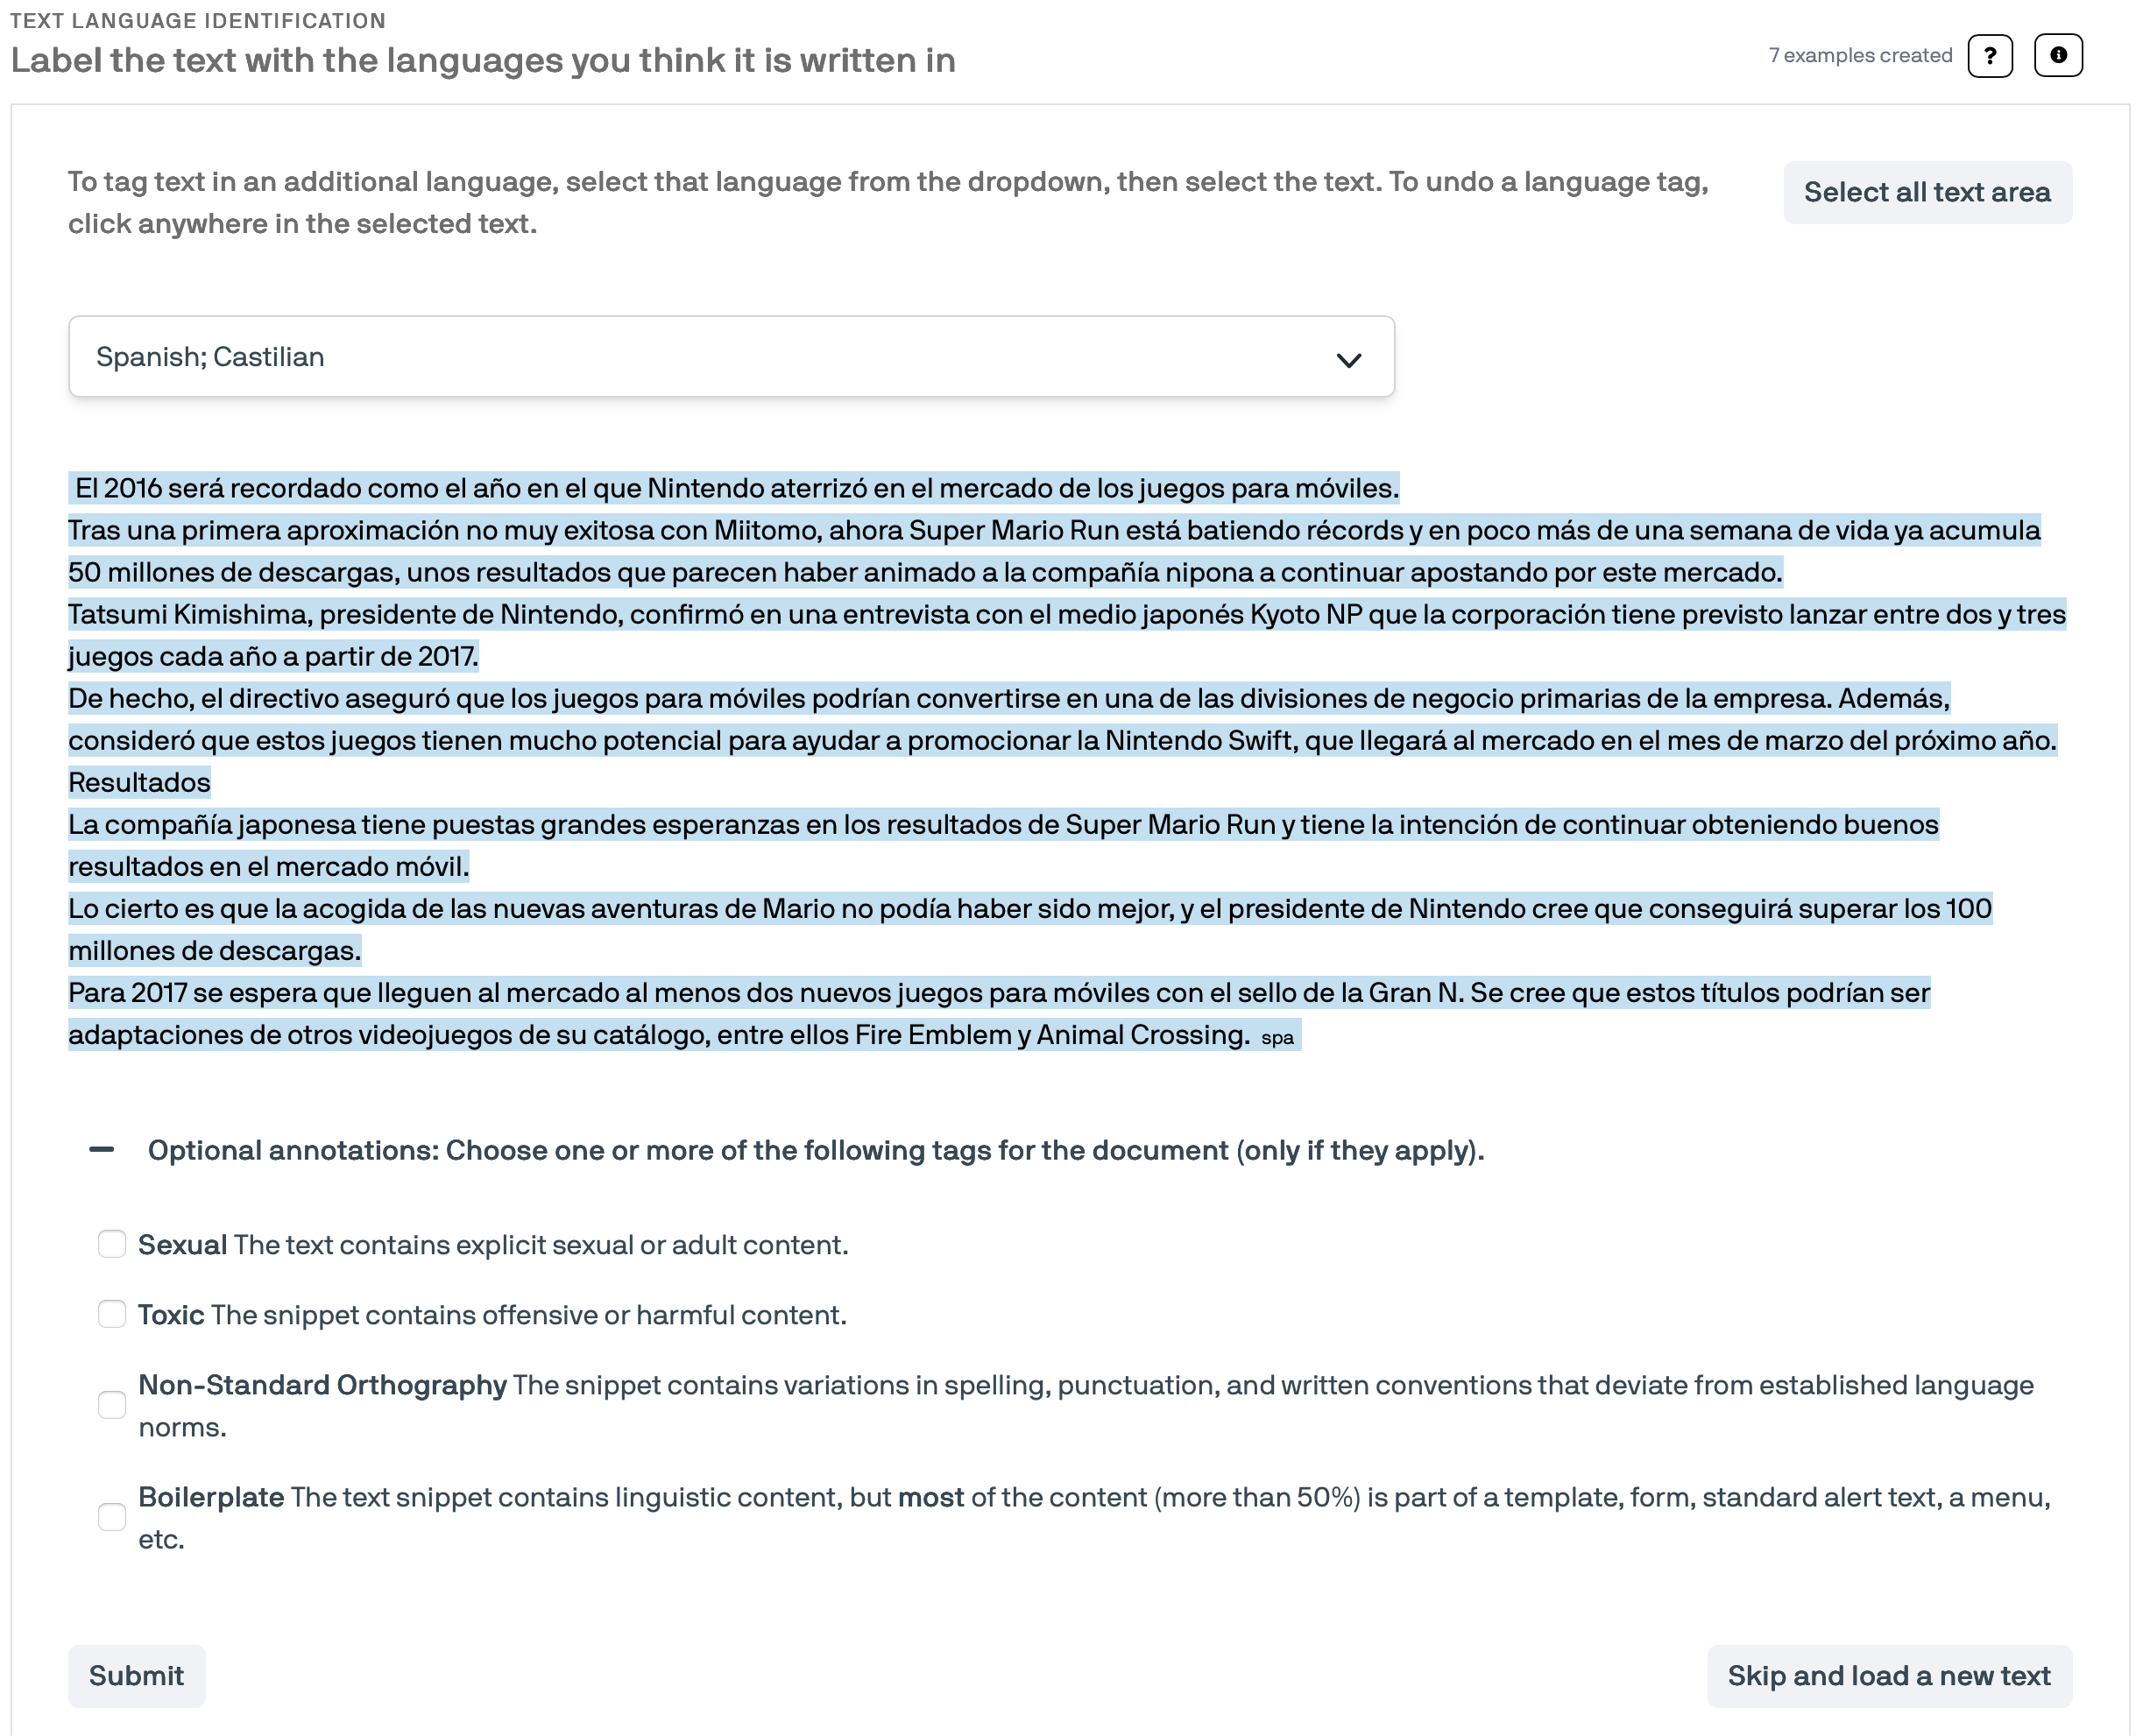 TEXT LANGUAGE IDENTIFICATION
Label the text with the languages you think it is written in
7 examples created
?
i
To tag text in an additional language, select that language from the dropdown, then select the text. To undo a language tag,
click anywhere in the selected text.
Select all text area
Spanish; Castilian
El 2016 será recordado como el año en el que Nintendo aterrizó en el mercado de los juegos para móviles.
Tras una primera aproximación no muy exitosa con Miitomo, ahora Super Mario Run está batiendo récords y en poco más de una semana de vida ya acumula
50 millones de descargas, unos resultados que parecen haber animado a la compañía nipona a continuar apostando por este mercado.
Tatsumi Kimishima, presidente de Nintendo, confirmó en una entrevista con el medio japonés Kyoto NP que la corporación tiene previsto lanzar entre dos y tres
juegos cada año a partir de 2017.
De hecho, el directivo aseguró que los juegos para móviles podrían convertirse en una de las divisiones de negocio primarias de la empresa. Además,
consideró que estos juegos tienen mucho potencial para ayudar a promocionar la Nintendo Swift, que llegará al mercado en el mes de marzo del próximo año.
Resultados
La compañía japonesa tiene puestas grandes esperanzas en los resultados de Super Mario Run y tiene la intención de continuar obteniendo buenos
resultados en el mercado móvil.
Lo cierto es que la acogida de las nuevas aventuras de Mario no podía haber sido mejor, y el presidente de Nintendo cree que conseguirá superar los 100
millones de descargas.
Para 2017 se espera que lleguen al mercado al menos dos nuevos juegos para móviles con el sello de la Gran N. Se cree que estos títulos podrían ser
adaptaciones de otros videojuegos de su catálogo, entre ellos Fire Emblem y Animal Crossing. spa
Optional annotations: Choose one or more of the following tags for the document (only if they apply).
Sexual The text contains explicit sexual or adult content.
Toxic The snippet contains offensive or harmful content.
Non-Standard Orthography The snippet contains variations in spelling, punctuation, and written conventions that deviate from established language
norms.
Boilerplate The text snippet contains linguistic content, but most of the content (more than 50%) is part of a template, form, standard alert text, a menu,
etc.
Submit
Skip and load a new text